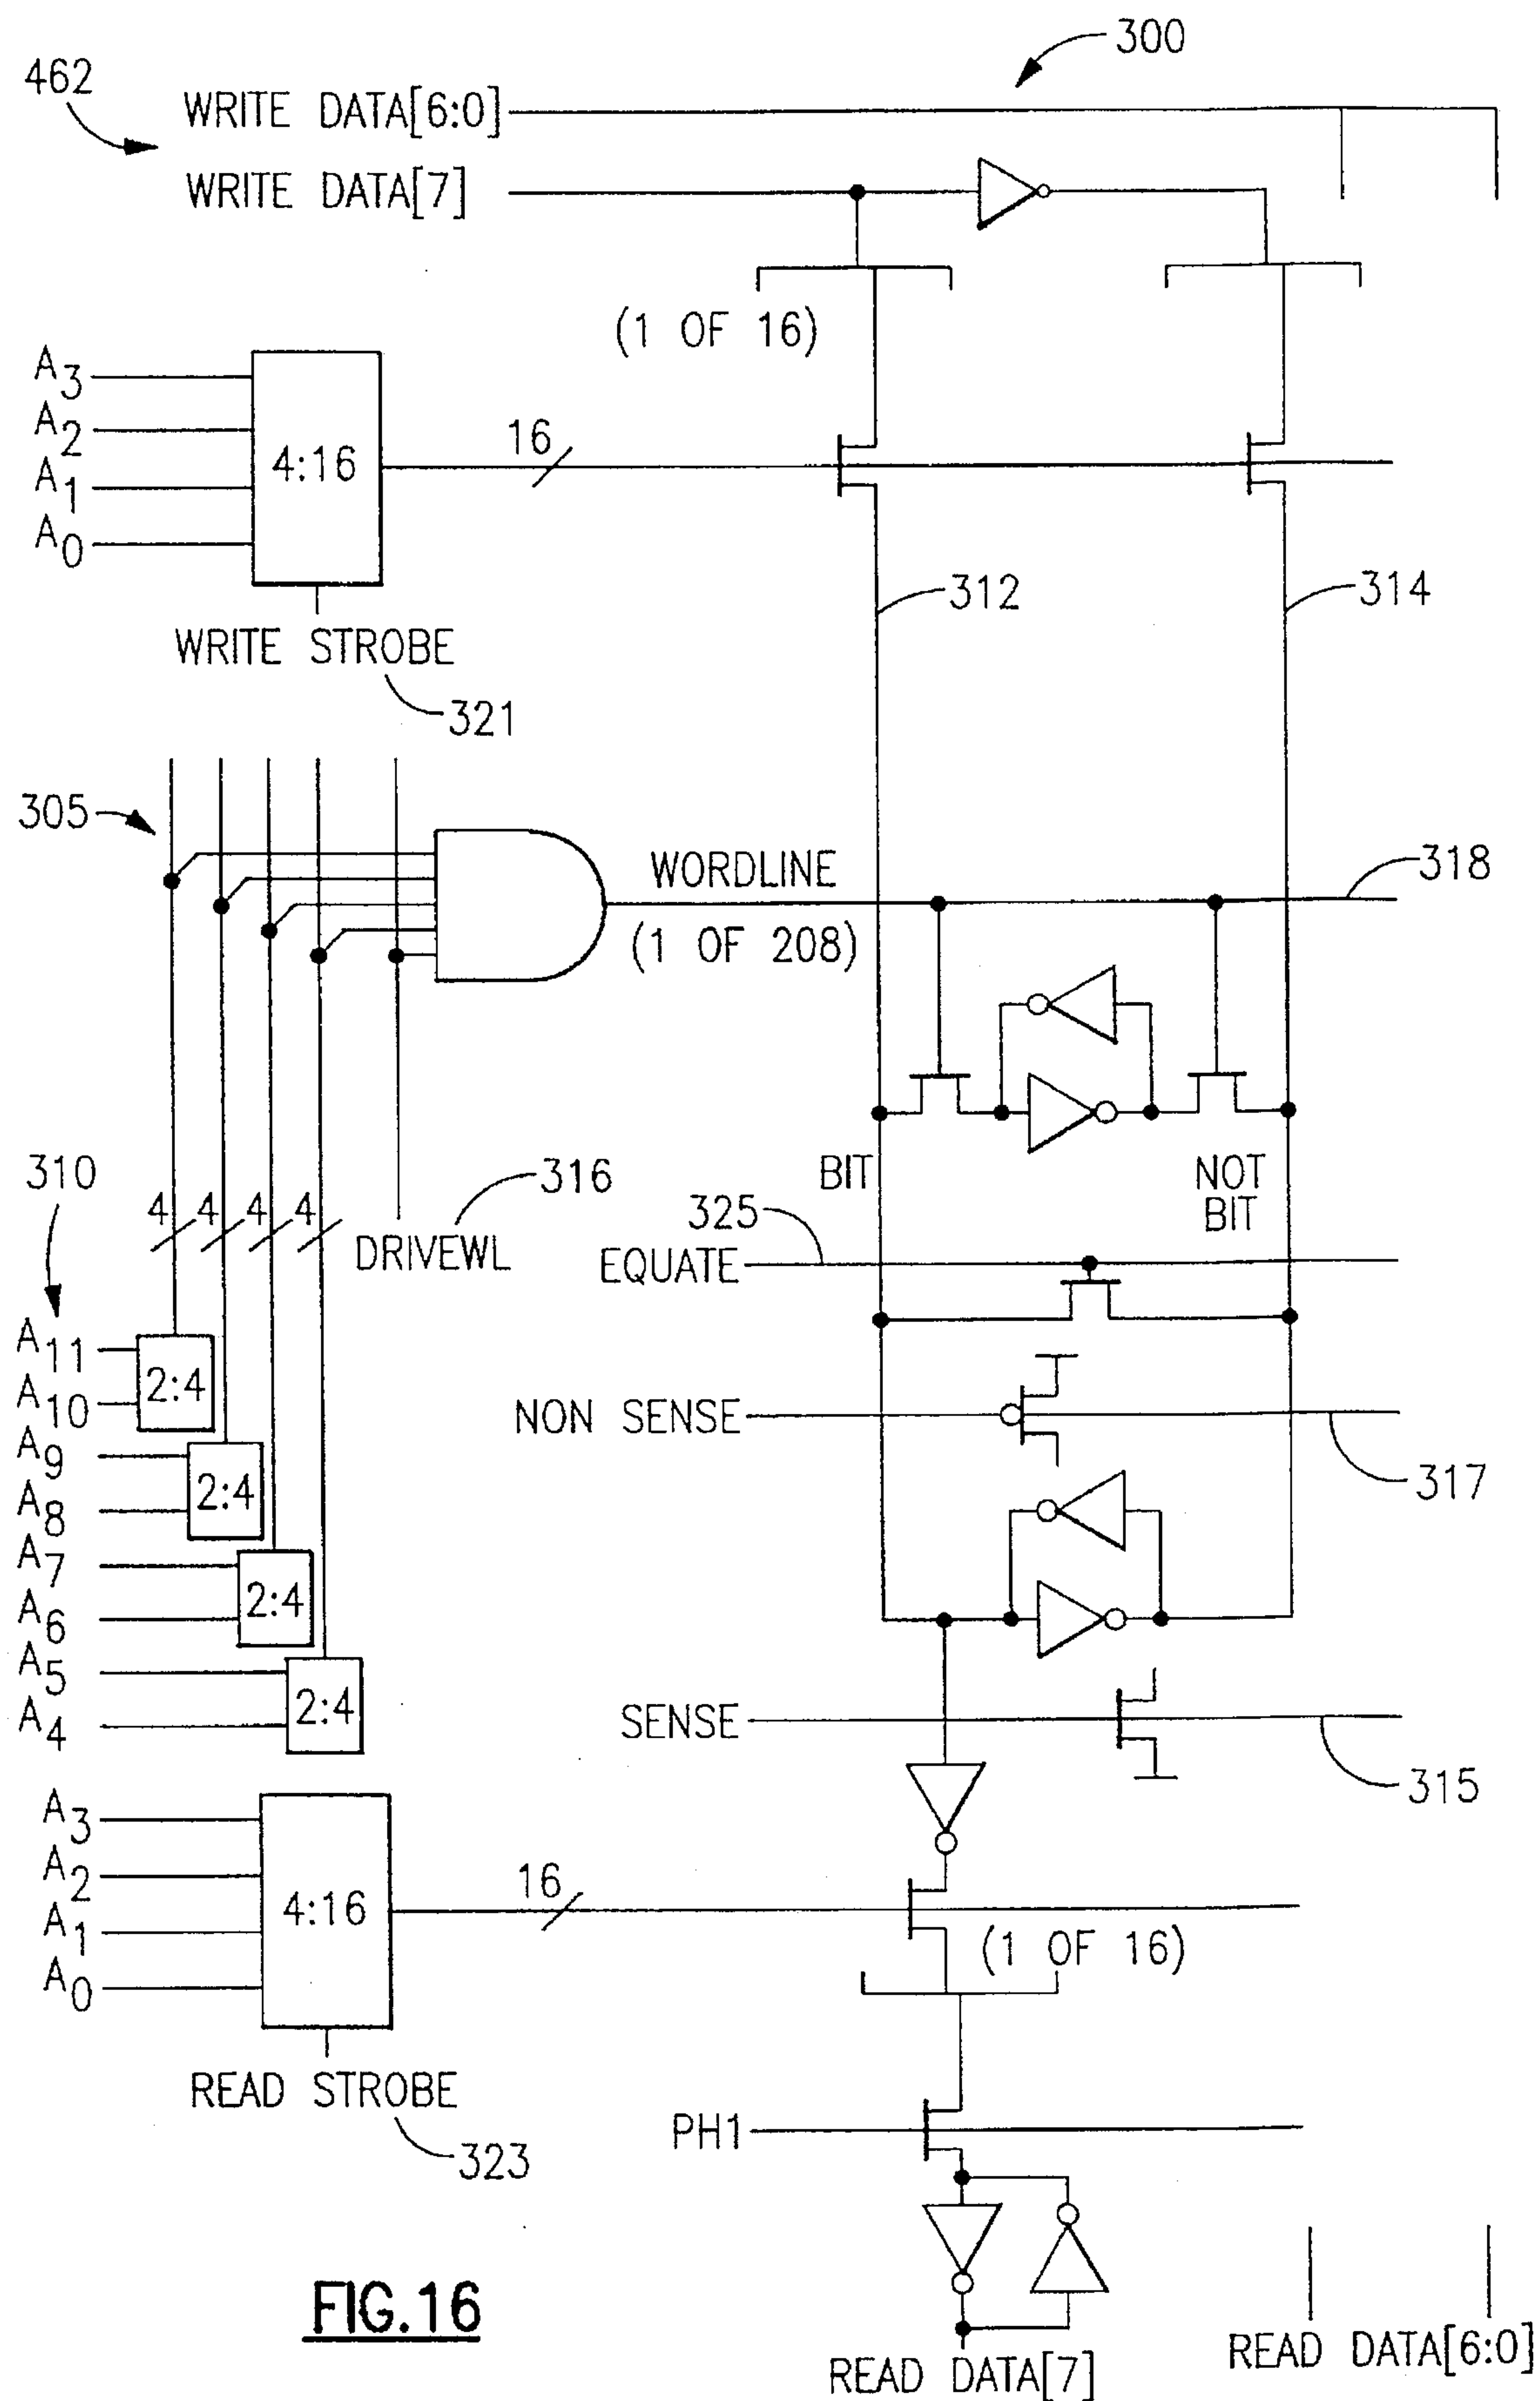 300
462
WRITE DATA[6:0]
WRITE DATA[7]
(1 OF 16)
A3
A2
A1
A0
4:16
16
312
314
WRITE STROBE
321
305
WORDLINE
(1 OF 208)
318
BIT
NOT
BIT
310
4 4 4 4
316
DRIVEWL
325
EQUATE
A11
A10
2:4
NON SENSE
317
A9
A8
2:4
A7
A6
2:4
A5
A4
2:4
SENSE
315
A3
A2
A1
A0
4:16
16
(1 OF 16)
READ STROBE
323
PH1
FIG.16
READ DATA[7]
READ DATA[6:0]